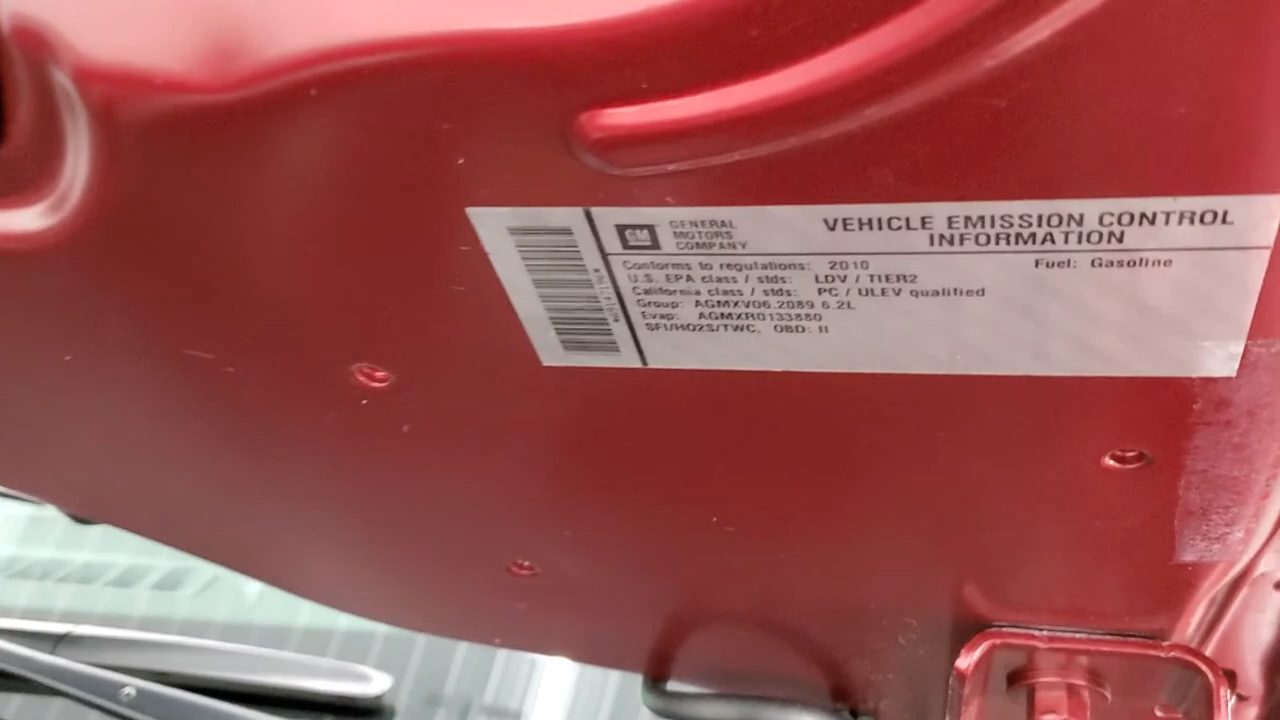 GM
GENERAL
MOTORS
COMPANY
VEHICLE EMISSION CONTROL
INFORMATION
Conforms to regulations: 2010 Fuel: Gasoline
U.S. EPA class / stds: LDV / TIER2
California class / stds: PC / ULEV qualified
Group: AGMXV06.2089 6.2L
Evap: AGMXR0133880
SFI/HO2S/TWC, OBD: II